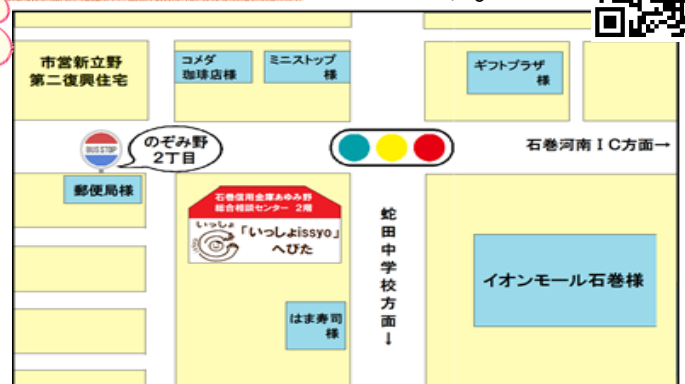 市営新立野
第二復興住宅
コメダ
珈琲店様
ミニストップ
様
ギフトプラザ
様
BUS STOP
のぞみ野
2丁目
石巻河南IC方面→
郵便局様
石巻信用金庫あゆみ野
総合相談センター 2階
いっしょ
「いっしょissyo」
へびた
蛇田中学校方面↓
イオンモール石巻様
はま寿司
様